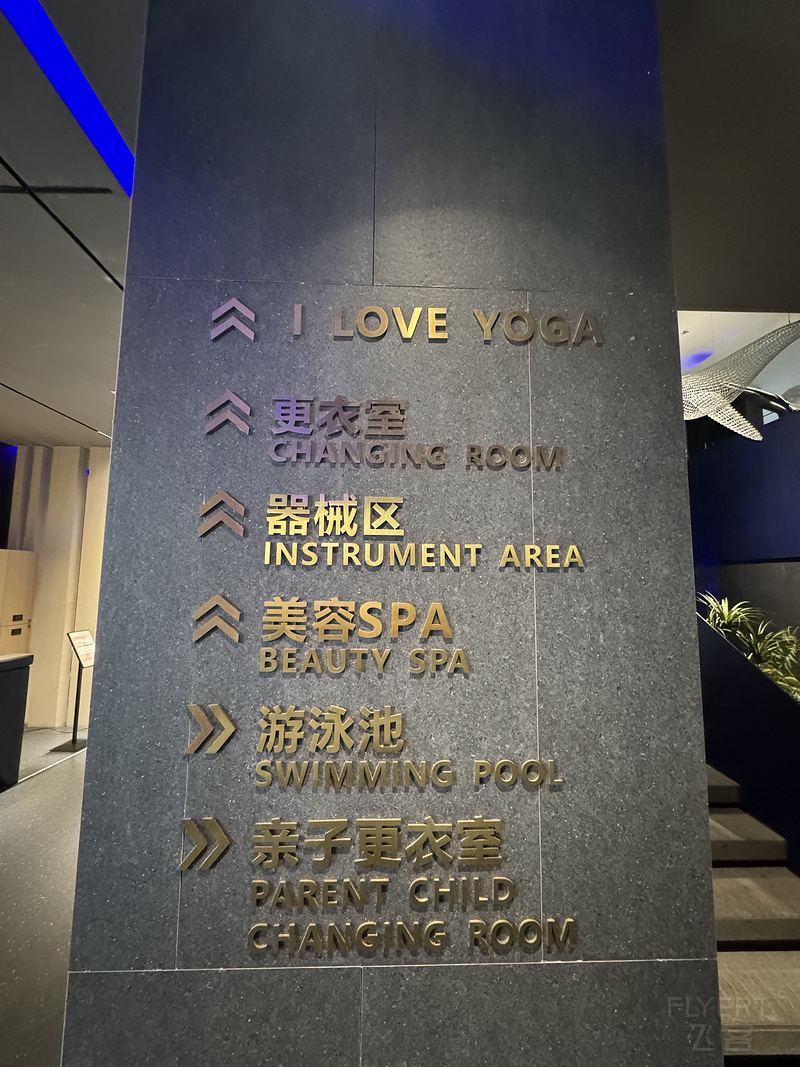 I LOVE YOGA
更衣室
CHANGING ROOM
器械区
INSTRUMENT AREA
美容SPA
BEAUTY SPA
游泳池
SWIMMING POOL
亲子更衣室
PARENT CHILD
CHANGING ROOM
FLYERT
飞客